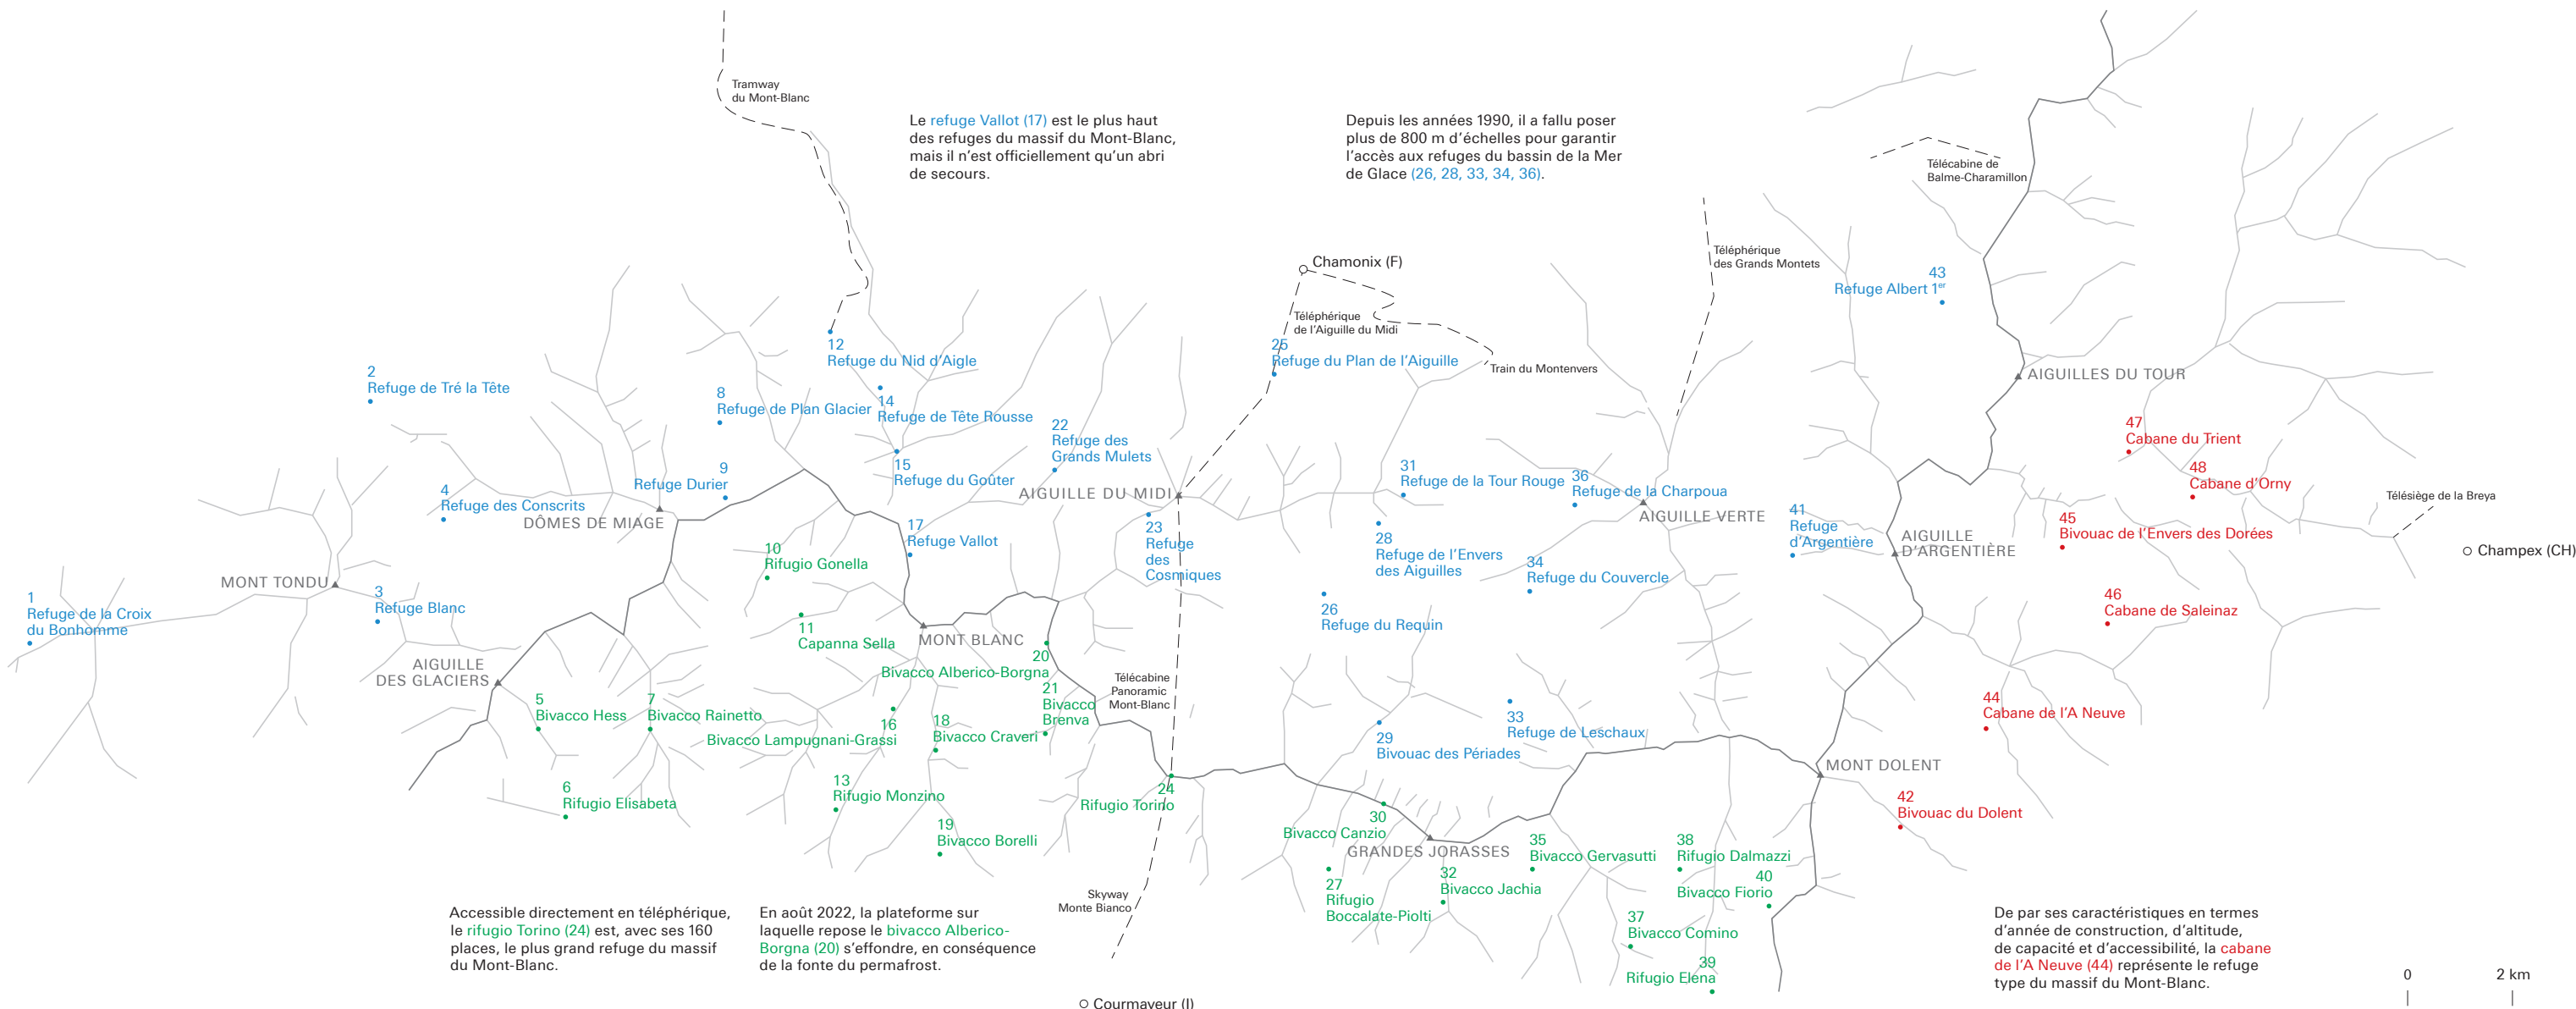 Tramway
du Mont-Blanc
Le refuge Vallot (17) est le plus haut
des refuges du massif du Mont-Blanc,
mais il n’est officiellement qu’un abri
de secours.
Depuis les années 1990, il a fallu poser
plus de 800 m d’échelles pour garantir
l’accès aux refuges du bassin de la Mer
de Glace (26, 28, 33, 34, 36).
Télécabine de
Balme-Charamillon
Téléphérique
des Grands Montets
Chamonix (F)
Téléphérique
de l’Aiguille du Midi
Train du Montenvers
43
Refuge Albert 1er
12
Refuge du Nid d’Aigle
25
Refuge du Plan de l’Aiguille
2
Refuge de Tré la Tête
8
Refuge de Plan Glacier
14
Refuge de Tête Rousse
AIGUILLES DU TOUR
22
Refuge des
Grands Mulets
47
Cabane du Trient
9
Refuge Durier
15
Refuge du Goûter
31
Refuge de la Tour Rouge
36
Refuge de la Charpoua
48
Cabane d’Orny
4
Refuge des Conscrits
DÔMES DE MIAGE
AIGUILLE DU MIDI
AIGUILLE VERTE
Télésiège de la Breya
17
Refuge Vallot
23
Refuge
des
Cosmiques
28
Refuge de l’Envers
des Aiguilles
41
Refuge
d’Argentière
AIGUILLE
D’ARGENTIÈRE
45
Bivouac de l’Envers des Dorées
Champex (CH)
10
Rifugio Gonella
34
Refuge du Couvercle
MONT TONDU
3
Refuge Blanc
1
Refuge de la Croix
du Bonhomme
26
Refuge du Requin
46
Cabane de Saleinaz
11
Capanna Sella
MONT BLANC
20
Bivacco Alberico-Borgna
AIGUILLE
DES GLACIERS
Télécabine
Panoramic
Mont-Blanc
21
Bivacco
Brenva
5
Bivacco Hess
7
Bivacco Rainetto
16
Bivacco Lampugnani-Grassi
18
Bivacco Craveri
33
Refuge de Leschaux
29
Bivouac des Périades
44
Cabane de l’A Neuve
MONT DOLENT
6
Rifugio Elisabeta
13
Rifugio Monzino
24
Rifugio Torino
42
Bivouac du Dolent
19
Bivacco Borelli
30
Bivacco Canzio
GRANDES JORASSES
35
Bivacco Gervasutti
38
Rifugio Dalmazzi
32
Bivacco Jachia
40
Bivacco Fiorio
27
Rifugio
Boccalate-Piolti
Skyway
Monte Bianco
37
Bivacco Comino
39
Rifugio Elena
Accessible directement en téléphérique,
le rifugio Torino (24) est, avec ses 160
places, le plus grand refuge du massif
du Mont-Blanc.
En août 2022, la plateforme sur
laquelle repose le bivacco Alberico-
Borgna (20) s’effondre, en conséquence
de la fonte du permafrost.
De par ses caractéristiques en termes
d’année de construction, d’altitude,
de capacité et d’accessibilité, la cabane
de l’A Neuve (44) représente le refuge
type du massif du Mont-Blanc.
0 2 km
Courmayeur (I)